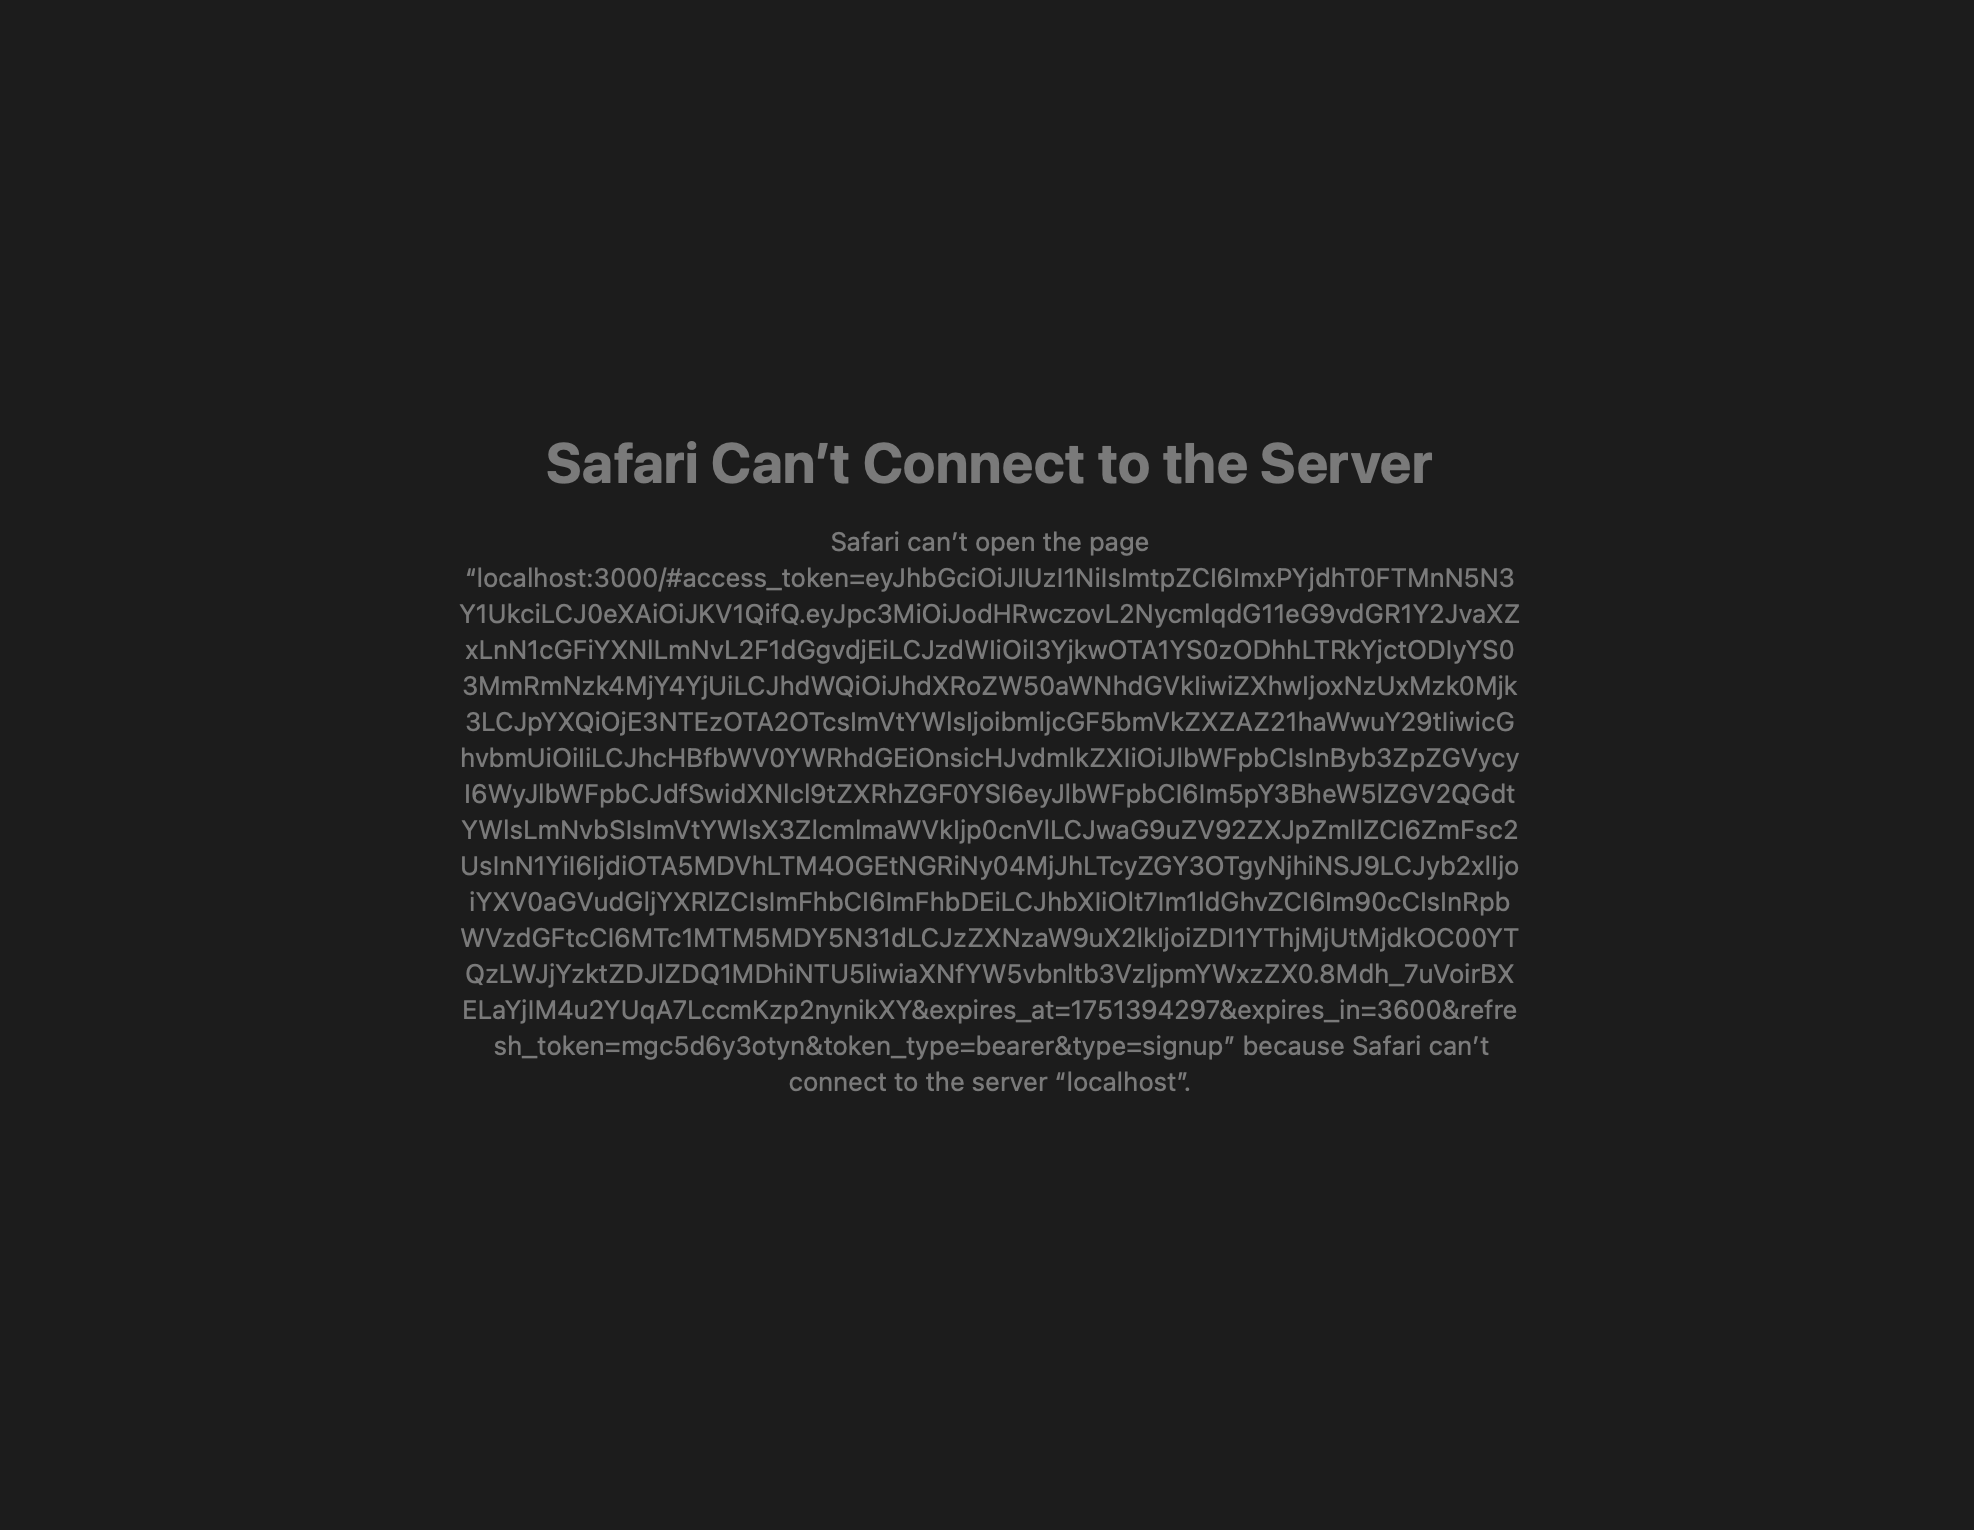 Safari Can’t Connect to the Server
Safari can’t open the page
“localhost:3000/#access_token=eyJhbGciOiJIUzI1NiIsImtpZCI6ImxPYjdhT0FTMnN5N3
Y1UkciLCJ0eXAiOiJKV1QifQ.eyJpc3MiOiJodHRwczovL2NycmlqdG11eG9vdGR1Y2JvaXZ
xLnN1cGFiYXNlLmNvL2F1dGgvdjEiLCJzdWIiOiI3YjkwOTA1YS0zODhhLTRkYjctODIyYS0
3MmRmNzk4MjY4YjUiLCJhdWQiOiJhdXRoZW50aWNhdGVkIiwiZXhwIjoxNzUxMzk0Mjk
3LCJpYXQiOjE3NTEzOTA2OTcsImVtYWlsIjoibmljcGF5bmVkZXZAZ21haWwuY29tIiwicG
hvbmUiOiIiLCJhcHBfbWV0YWRhdGEiOnsicHJvdmlkZXIiOiJlbWFpbCIsInByb3ZpZGVycy
I6WyJlbWFpbCJdfSwidXNlcl9tZXRhZGF0YSI6eyJlbWFpbCI6Im5pY3BheW5lZGV2QGdt
YWlsLmNvbSIsImVtYWlsX3ZlcmlmaWVkIjp0cnVlLCJwaG9uZV92ZXJpZmllZCI6ZmFsc2
UsInN1YiI6IjdiOTA5MDVhLTM4OGEtNGRiNy04MjJhLTcyZGY3OTgyNjhiNSJ9LCJyb2xlIjo
iYXV0aGVudGljYXRlZCIsImFhbCI6ImFhbDEiLCJhbXIiOlt7Im1ldGhvZCI6Im90cCIsInRpb
WVzdGFtcCI6MTc1MTM5MDY5N31dLCJzZXNzaW9uX2lkIjoiZDI1YThjMjUtMjdkOC00YT
QzLWJjYzktZDJlZDQ1MDhiNTU5IiwiaXNfYW5vbnltb3VzIjpmYWxzZX0.8Mdh_7uVoirBX
ELaYjIM4u2YUqA7LccmKzp2nynikXY&expires_at=1751394297&expires_in=3600&refre
sh_token=mgc5d6y3otyn&token_type=bearer&type=signup” because Safari can’t
connect to the server “localhost”.